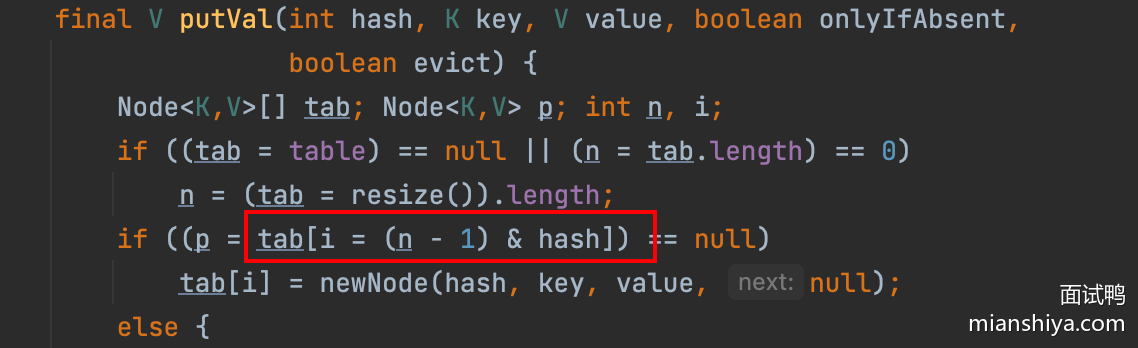 final V putVal(int hash, K key, V value, boolean onlyIfAbsent,
boolean evict) {
Node<K,V>[] tab; Node<K,V> p; int n, i;
if ((tab = table) == null || (n = tab.length) == 0)
n = (tab = resize()).length;
if ((p = tab[i = (n - 1) & hash]) == null)
tab[i] = newNode(hash, key, value, next: null);
else {
面试鸭
mianshiya.com